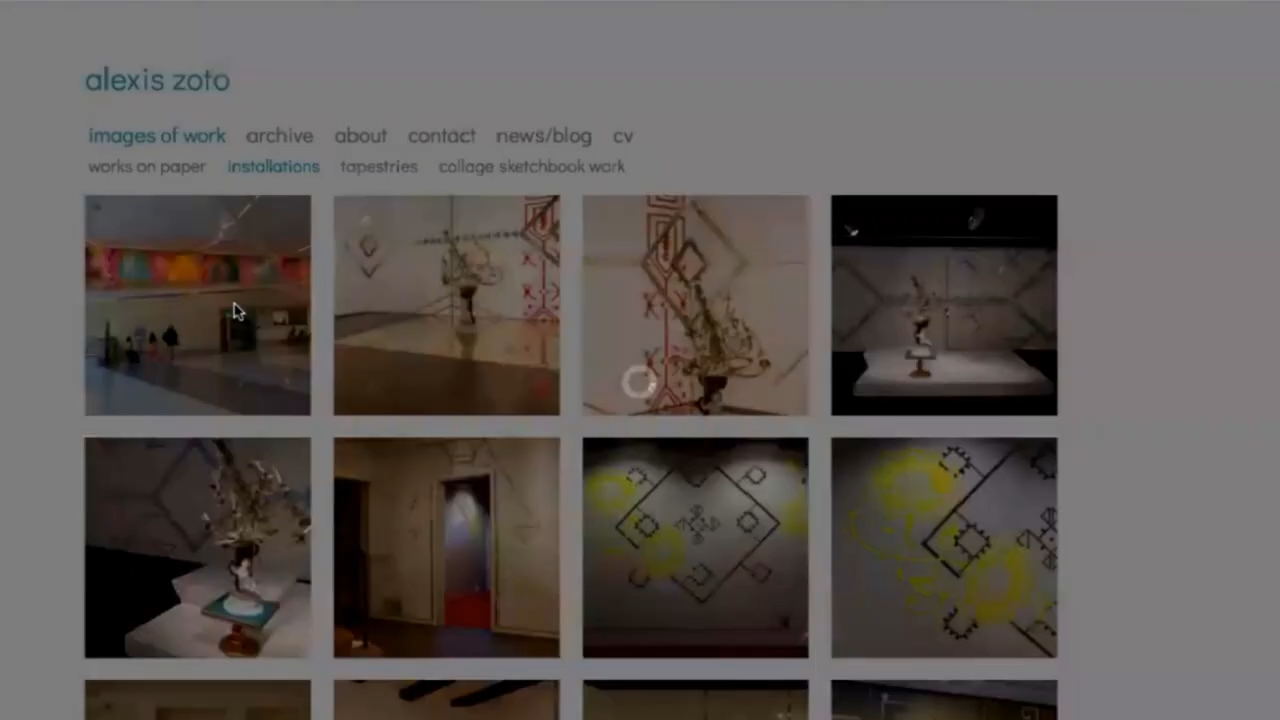 alexis zoto
images of work archive about contact news/blog cv
works on paper installations tapestries collage sketchbook work